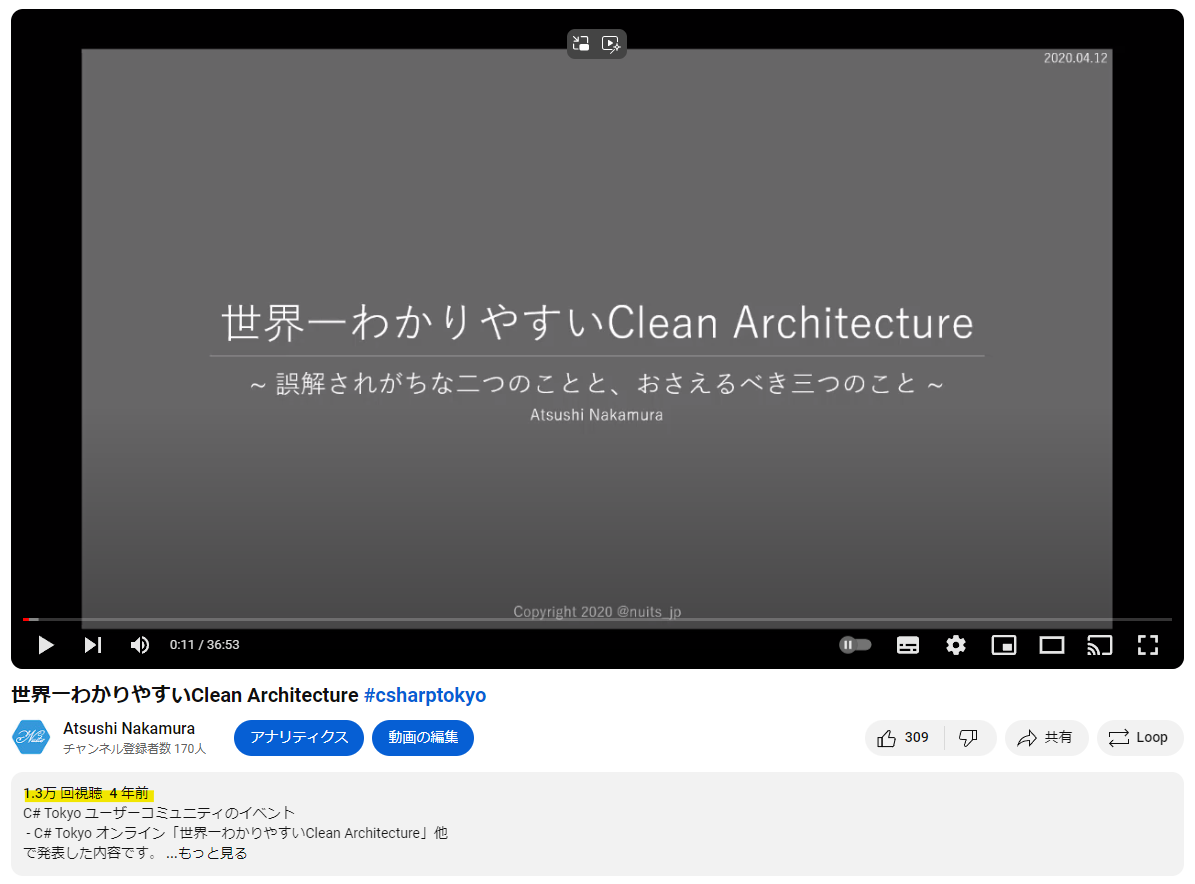 2020.04.12
世界一わかりやすいClean Architecture
~ 誤解されがちな二つのことと、おさえるべき三つのこと ~
Atsushi Nakamura
Copyright 2020 @nuits_jp
0:11 / 36:53
世界一わかりやすいClean Architecture #csharptokyo
Atsushi Nakamura
チャンネル登録者数 170人
アナリティクス
動画の編集
309
共有
Loop
1.3万 回視聴 4 年前
C# Tokyo ユーザーコミュニティのイベント
- C# Tokyo オンライン「世界一わかりやすいClean Architecture」他
で発表した内容です。 ...もっと見る